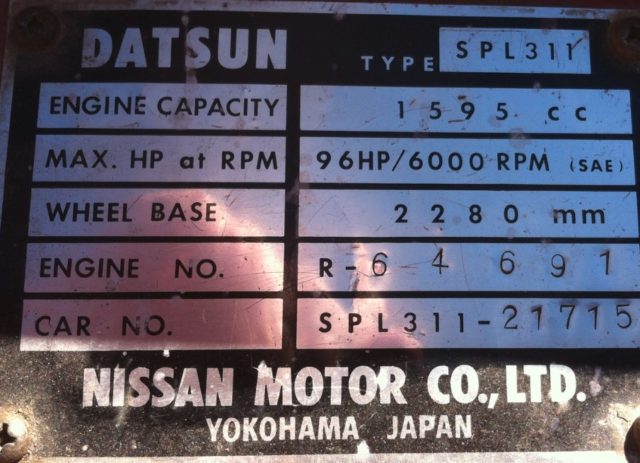 DATSUN TYPE SPL311
ENGINE CAPACITY 1595 cc
MAX. HP at RPM 96HP/6000 RPM (SAE)
WHEEL BASE 2280 mm
ENGINE NO. R-64691
CAR NO. SPL311-21715
NISSAN MOTOR CO., LTD.
YOKOHAMA JAPAN